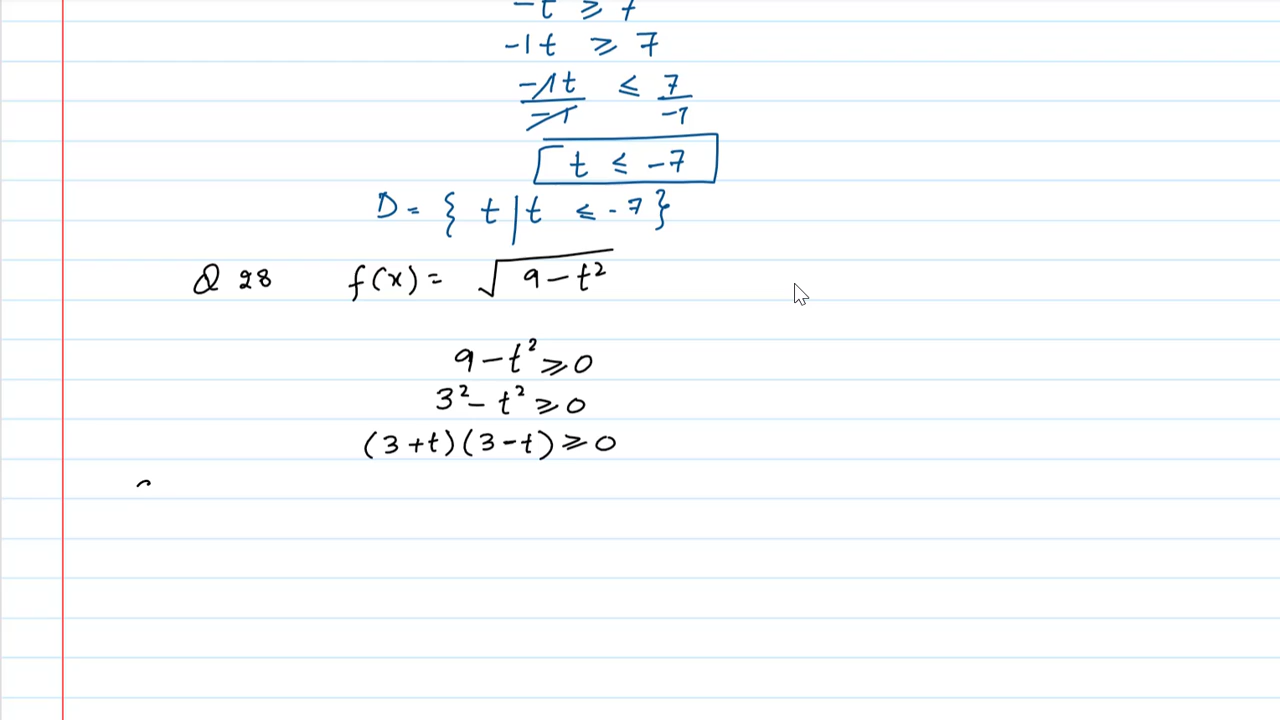 -t ⩾ 7
-1t ⩾ 7
-1t/-1 ⩽ 7/-1
t ⩽ -7
D = { t | t ⩽ -7 }
Q 28 f(x) = √(9 - t²)
9 - t² ⩾ 0
3² - t² ⩾ 0
(3 + t)(3 - t) ⩾ 0